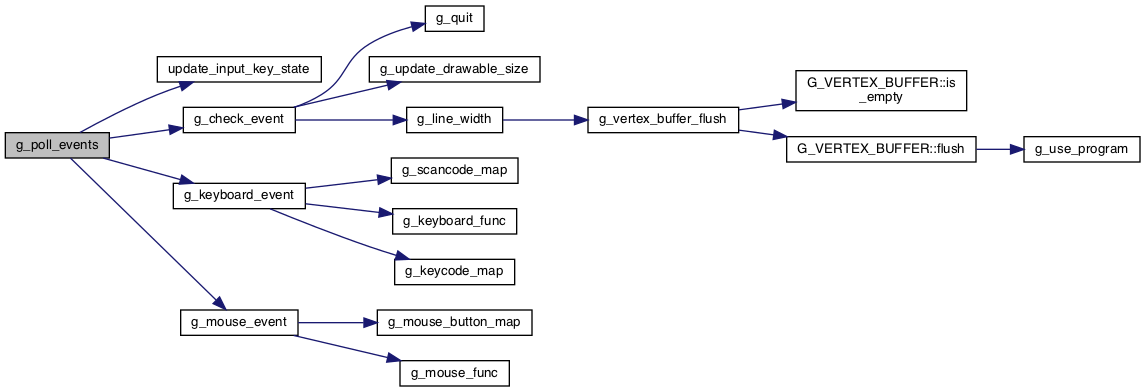 g_quit
update_input_key_state
g_update_drawable_size
G_VERTEX_BUFFER::is
_empty
g_check_event
g_line_width
g_vertex_buffer_flush
g_poll_events
G_VERTEX_BUFFER::flush
g_use_program
g_scancode_map
g_keyboard_event
g_keyboard_func
g_keycode_map
g_mouse_event
g_mouse_button_map
g_mouse_func